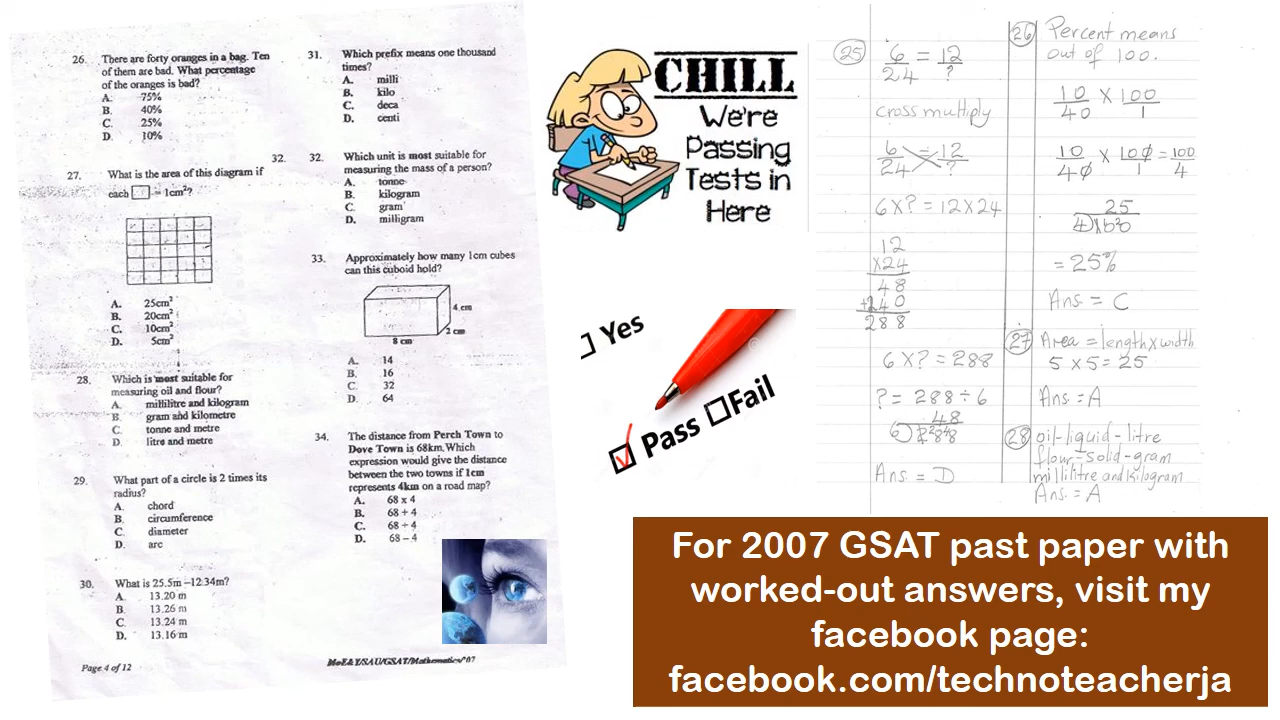 26. There are forty oranges in a bag. Ten
of them are bad. What percentage
of the oranges is bad?
A. 75%
B. 40%
C. 25%
D. 10%
27. What is the area of this diagram if
each = 1cm²?
A. 25cm²
B. 20cm²
C. 10cm²
D. 5cm²
28. Which is most suitable for
measuring oil and flour?
A. millilitre and kilogram
B. gram and kilometre
C. tonne and metre
D. litre and metre
29. What part of a circle is 2 times its
radius?
A. chord
B. circumference
C. diameter
D. arc
30. What is 25.5m –12.34m?
A. 13.20 m
B. 13.26 m
C. 13.24 m
D. 13.16 m
Page 4 of 12
31. Which prefix means one thousand
times?
A. milli
B. kilo
C. deca
D. centi
32. 32. Which unit is most suitable for
measuring the mass of a person?
A. tonne
B. kilogram
C. gram
D. milligram
33. Approximately how many 1cm cubes
can this cuboid hold?
4 cm
2 cm
8 cm
A. 14
B. 16
C. 32
D. 64
34. The distance from Perch Town to
Dove Town is 68km. Which
expression would give the distance
between the two towns if 1cm
represents 4km on a road map?
A. 68 x 4
B. 68 + 4
C. 68 ÷ 4
D. 68 – 4
MoE&Y/SAU/GSAT/Mathematics/'07
CHILL
We're
Passing
Tests in
Here
Yes
Pass Fail
25 6/24 = 12/?
cross multiply
6/24 = 12/?
6 x ? = 12 x 24
12
x24
48
+240
288
6 x ? = 288
? = 288 ÷ 6
48
6)288
Ans = D
26 Percent means
out of 100.
10/40 x 100/1
10/40 x 100/1 = 100/4
25
= 25%
Ans = C
27 Area = length x width
5 x 5 = 25
Ans = A
28 oil-liquid-litre
flour-solid-gram
millilitre and kilogram
Ans. = A
For 2007 GSAT past paper with
worked-out answers, visit my
facebook page:
facebook.com/technoteacherja